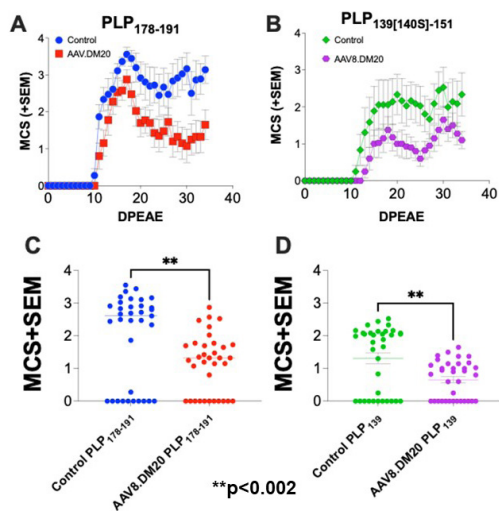 A
PLP178-191
Control
AAV.DM20
MCS (+SEM)
4
3
2
1
0
0 10 20 30 40
DPEAE
B
PLP139[140S]-151
Control
AAV8.DM20
MCS (+SEM)
4
3
2
1
0
0 10 20 30 40
DPEAE
C
**
MCS+SEM
4
3
2
1
0
Control PLP178-191
AAV8.DM20 PLP178-191
D
**
MCS+SEM
4
3
2
1
0
Control PLP139
AAV8.DM20 PLP139
**p<0.002